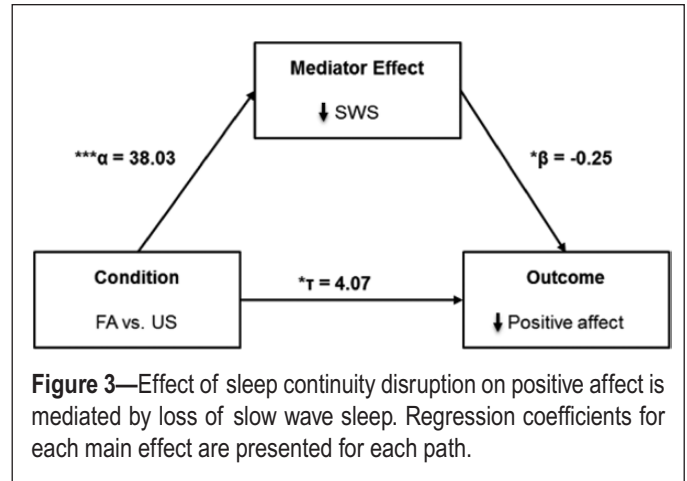 Mediator Effect
↓ SWS
***α = 38.03
*β = -0.25
Condition
FA vs. US
*τ = 4.07
Outcome
↓ Positive affect
Figure 3—Effect of sleep continuity disruption on positive affect is
mediated by loss of slow wave sleep. Regression coefficients for
each main effect are presented for each path.